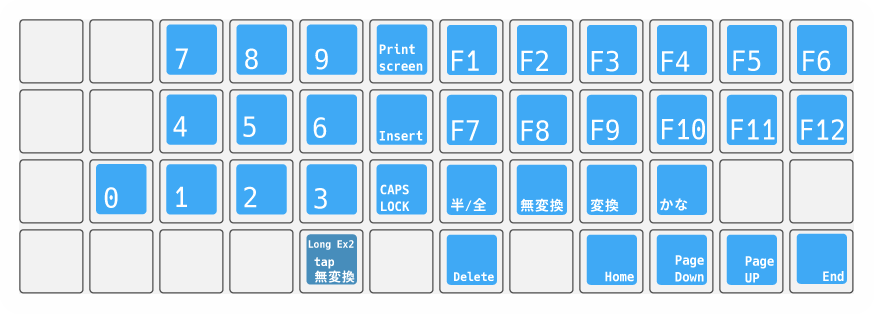 7 8 9 Print screen F1 F2 F3 F4 F5 F6
4 5 6 Insert F7 F8 F9 F10 F11 F12
0 1 2 3 CAPS LOCK 半/全 無変換 変換 かな
Long Ex2 tap 無変換 Delete Home Page Down Page UP End